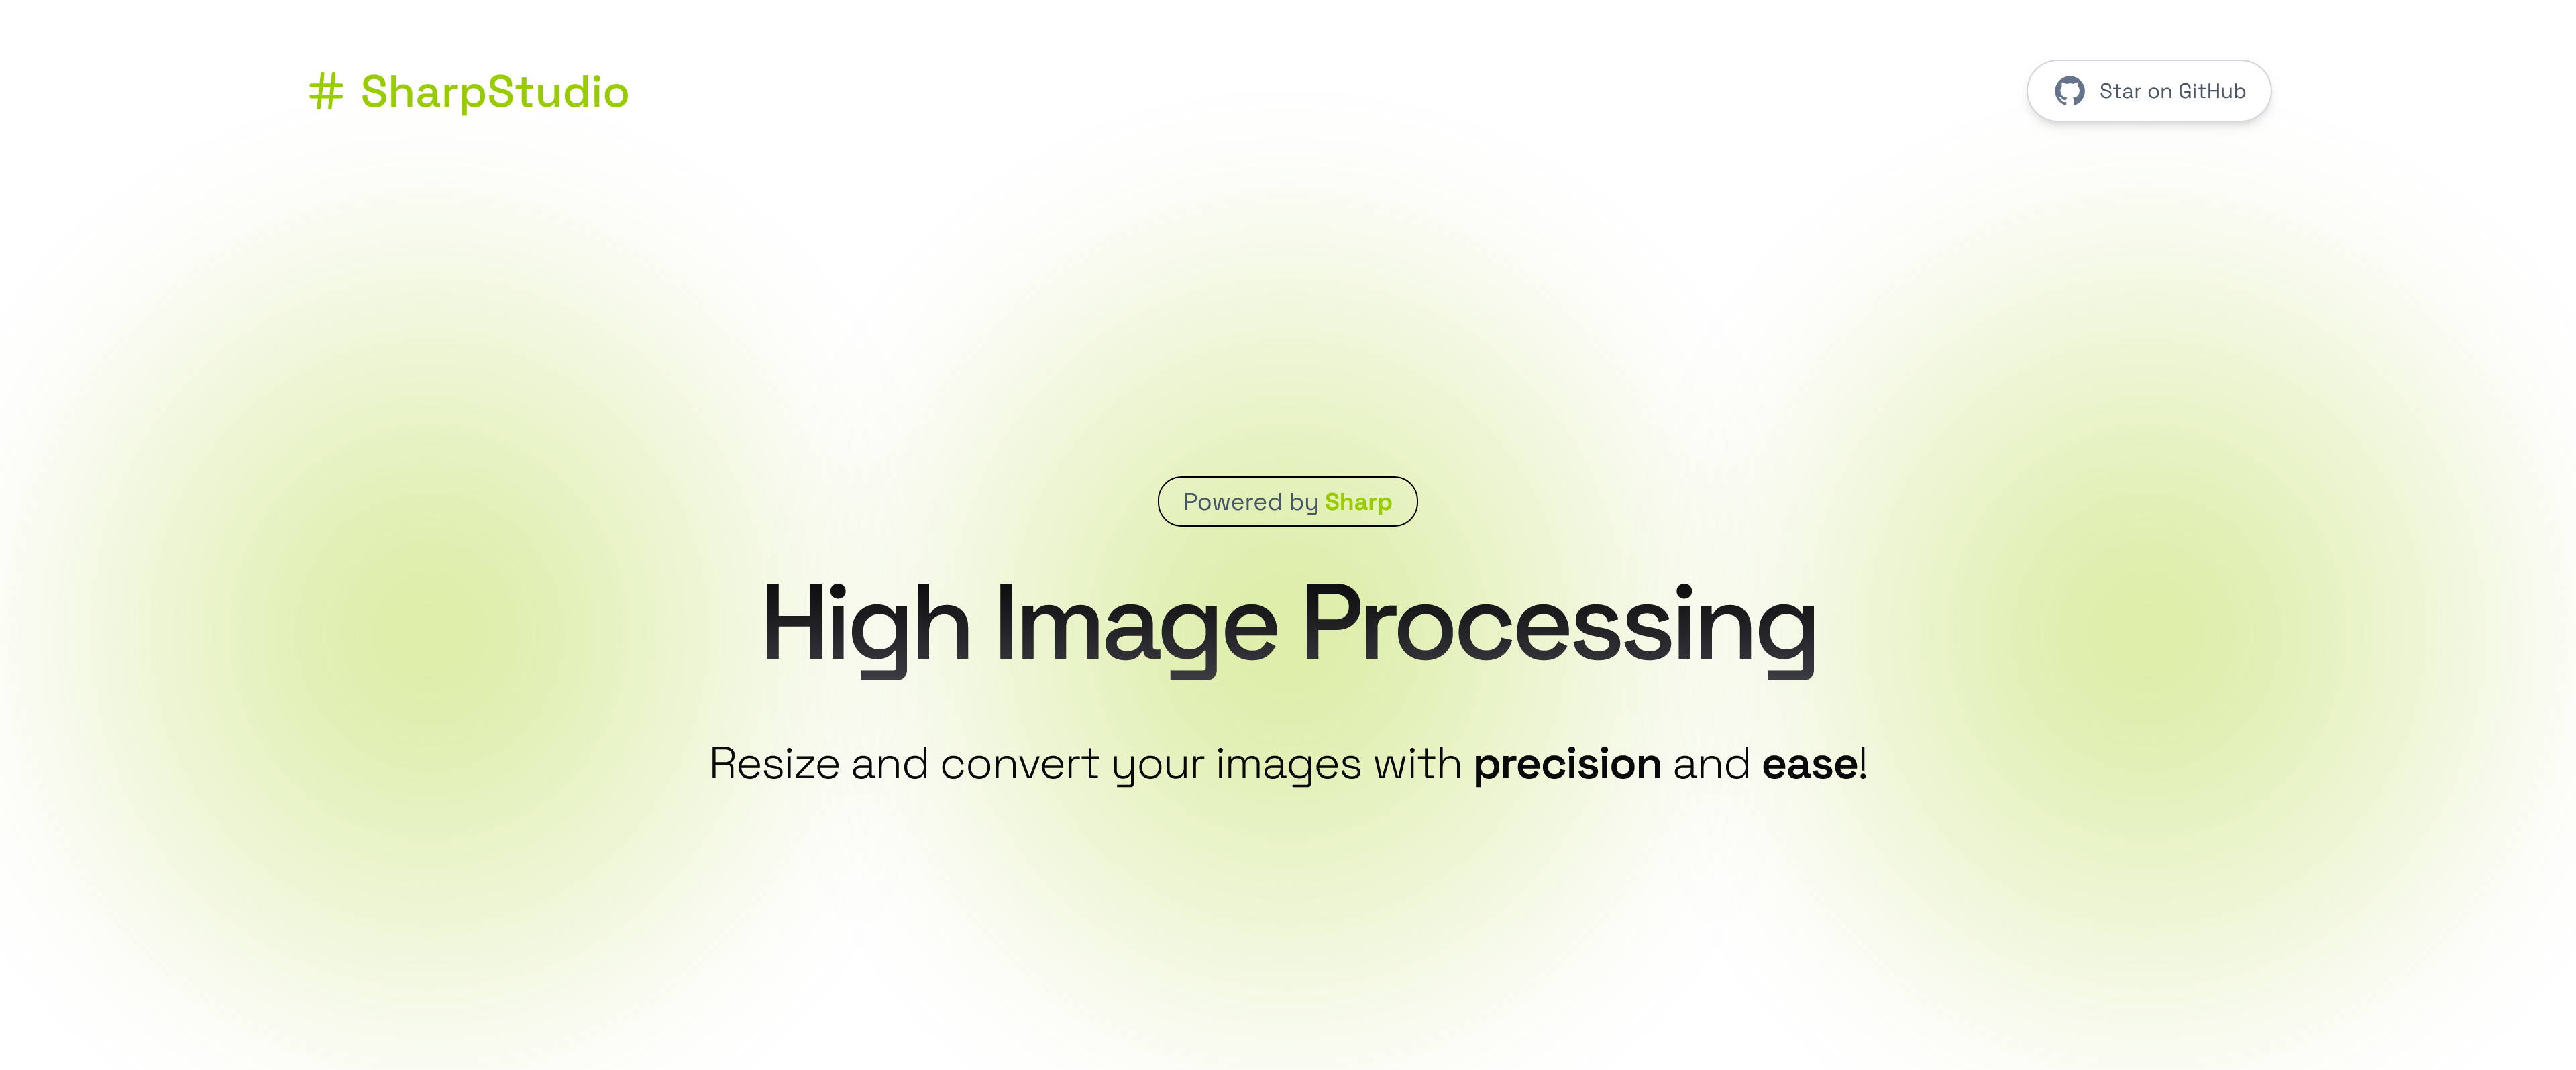 # SharpStudio
Star on GitHub
Powered by Sharp
High Image Processing
Resize and convert your images with precision and ease!